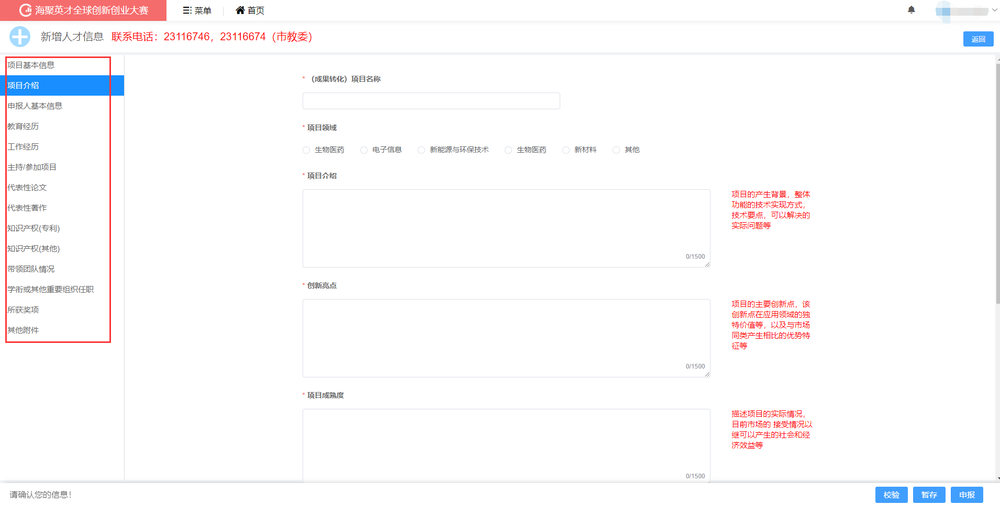 海聚英才全球创新创业大赛
菜单
首页
新增人才信息 联系电话：23116746，23116674（市教委）
返回
项目基本信息
项目介绍
申报人基本信息
教育经历
工作经历
主持/参加项目
代表性论文
代表性著作
知识产权(专利)
知识产权(其他)
带领团队情况
学衔或其他重要组织任职
所获奖项
其他附件
* （成果转化）项目名称
* 项目领域
生物医药 电子信息 新能源与环保技术 生物医药 新材料 其他
* 项目介绍
0/1500
项目的产生背景，整体
功能的技术实现方式，
技术要点，可以解决的
实际问题等
* 创新亮点
0/1500
项目的主要创新点，该
创新点在应用领域的独
特价值等，以及与市场
同类产生相比的优势特
征等
* 项目成熟度
0/1500
描述项目的实际情况，
目前市场的 接受情况以
继可以产生的社会和经
济效益等
请确认您的信息！
校验 暂存 申报